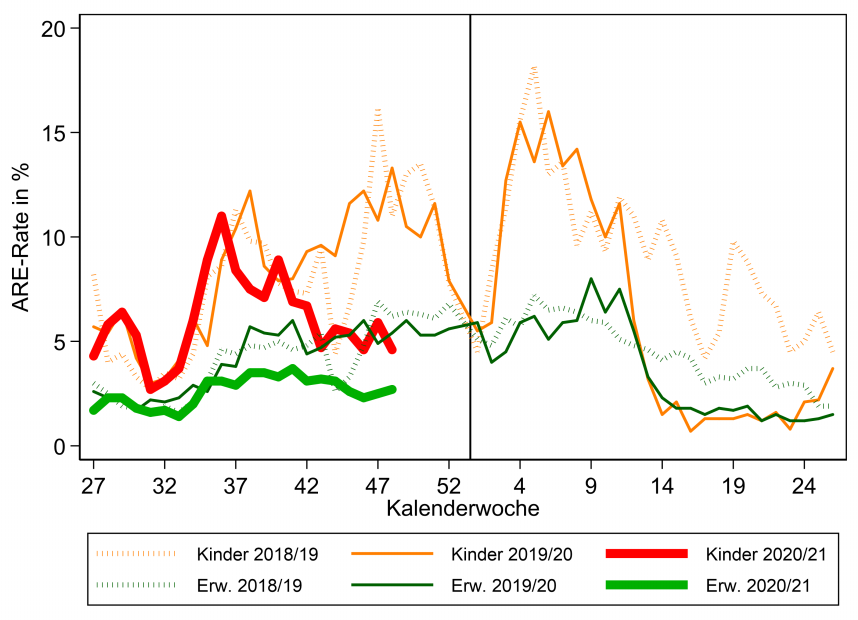 20
15
10
5
0
ARE-Rate in %
27 32 37 42 47 52 4 9 14 19 24
Kalenderwoche
Kinder 2018/19 Kinder 2019/20 Kinder 2020/21
Erw. 2018/19 Erw. 2019/20 Erw. 2020/21